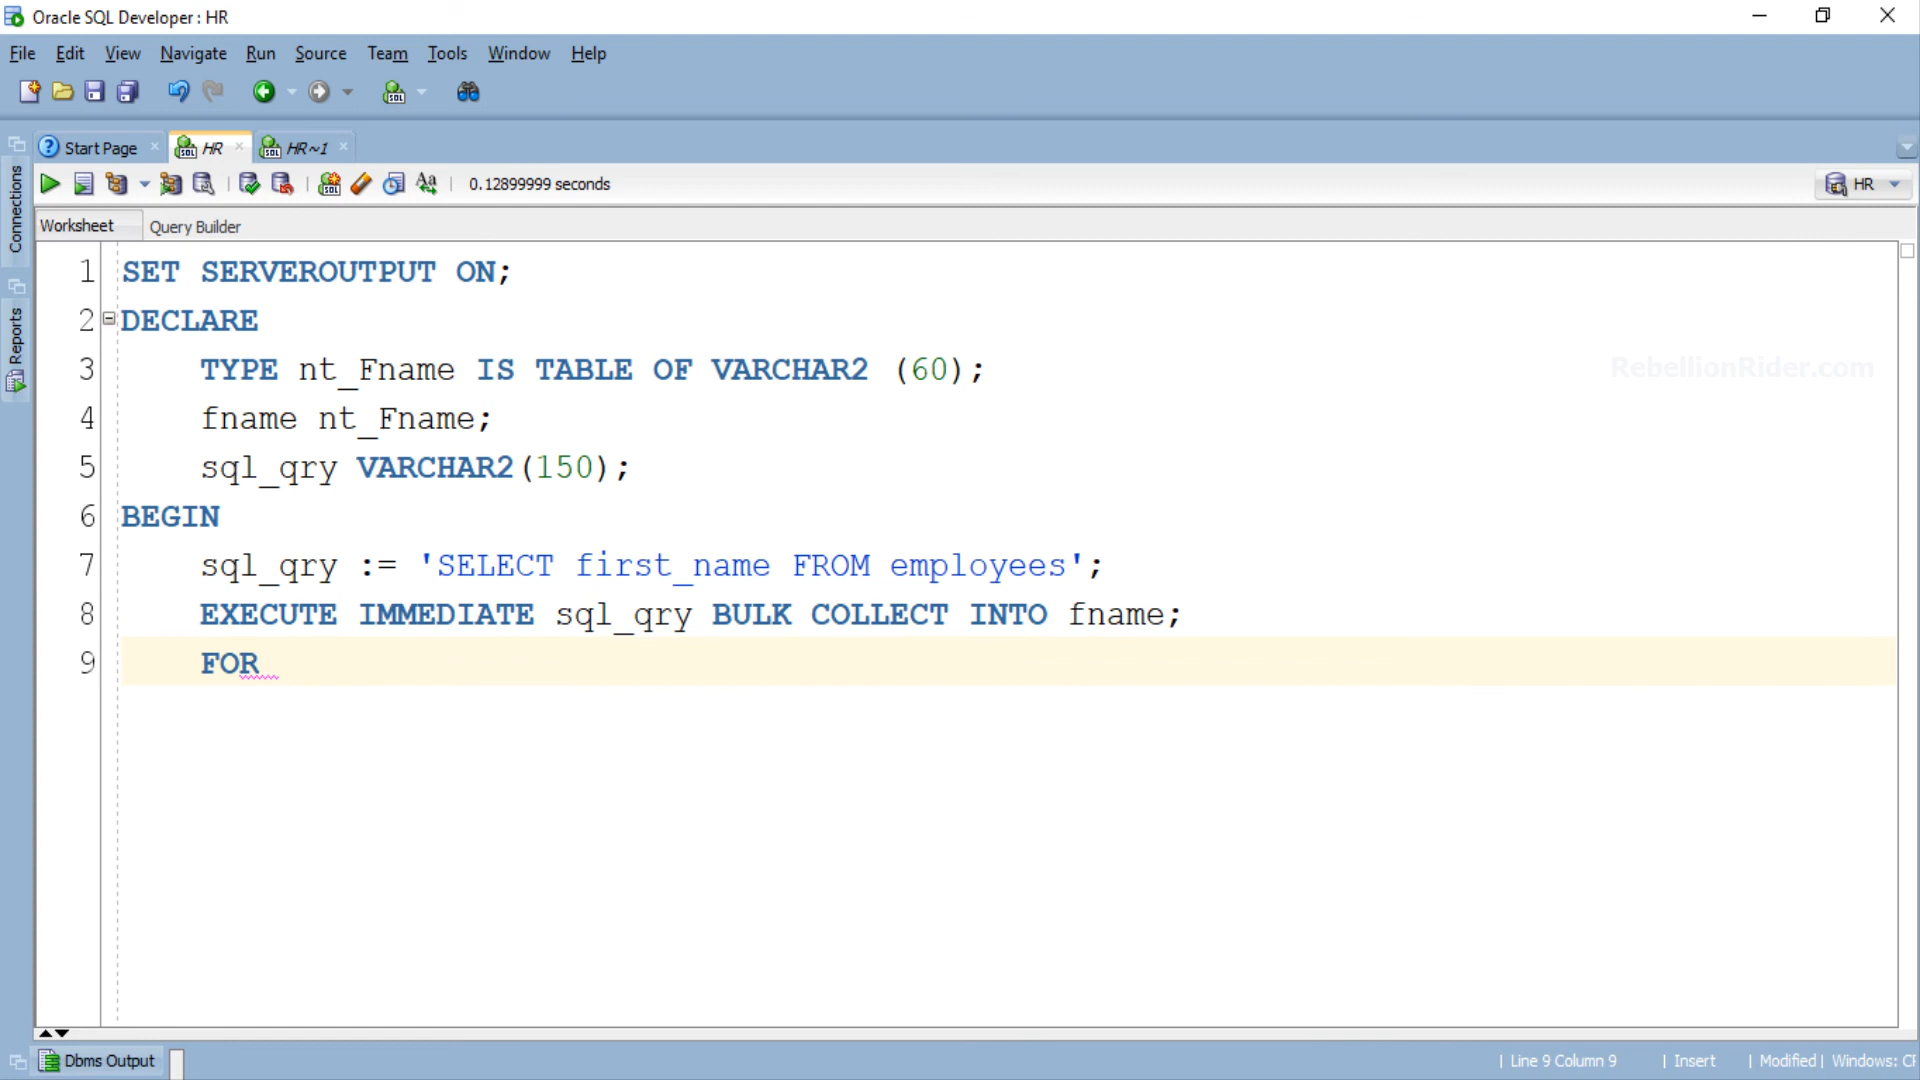 Oracle SQL Developer : HR
File Edit View Navigate Run Source Team Tools Window Help
Start Page HR HR~1
0.12899999 seconds
HR
Connections
Reports
Worksheet Query Builder
1 SET SERVEROUTPUT ON;
2 DECLARE
3 TYPE nt_Fname IS TABLE OF VARCHAR2 (60);
RebellionRider.com
4 fname nt_Fname;
5 sql_qry VARCHAR2(150);
6 BEGIN
7 sql_qry := 'SELECT first_name FROM employees';
8 EXECUTE IMMEDIATE sql_qry BULK COLLECT INTO fname;
9 FOR
Dbms Output
| Line 9 Column 9 | Insert | Modified | Windows: CF